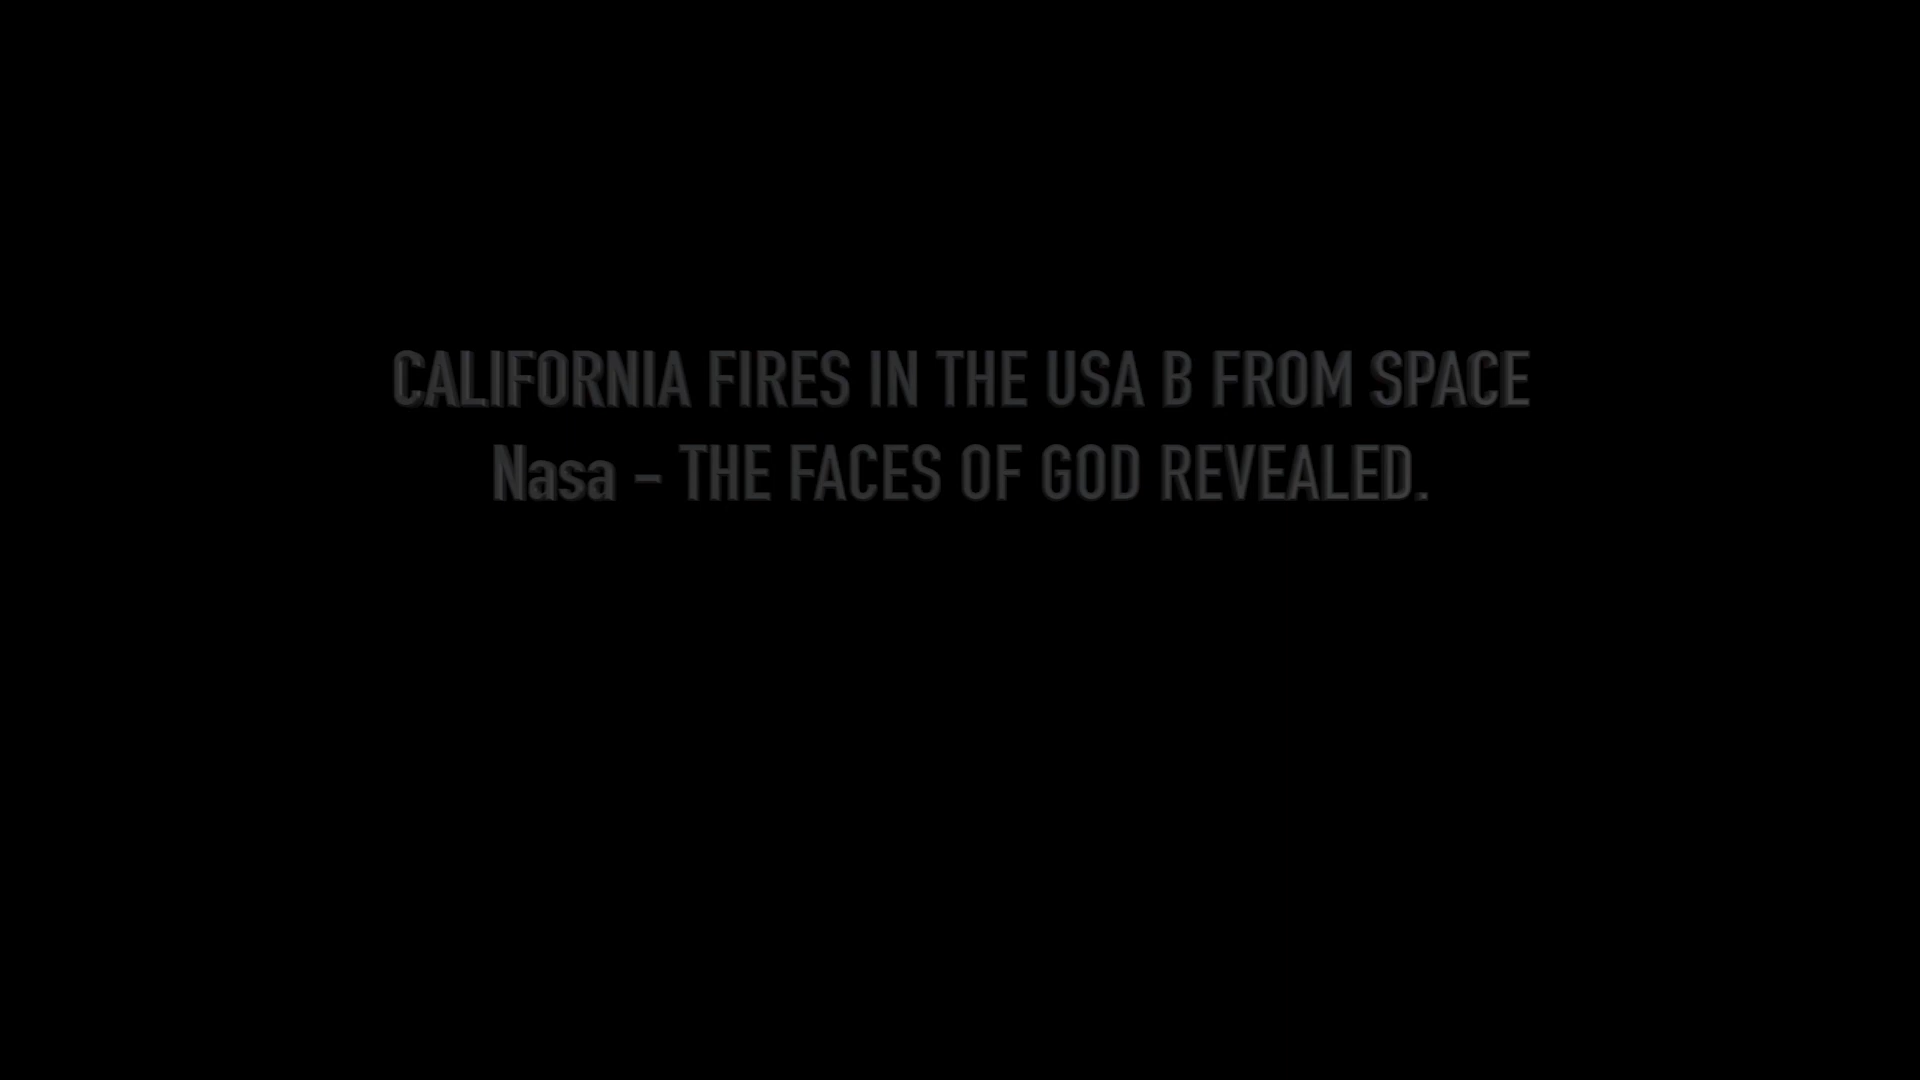 CALIFORNIA FIRES IN THE USA B FROM SPACE
Nasa - THE FACES OF GOD REVEALED.